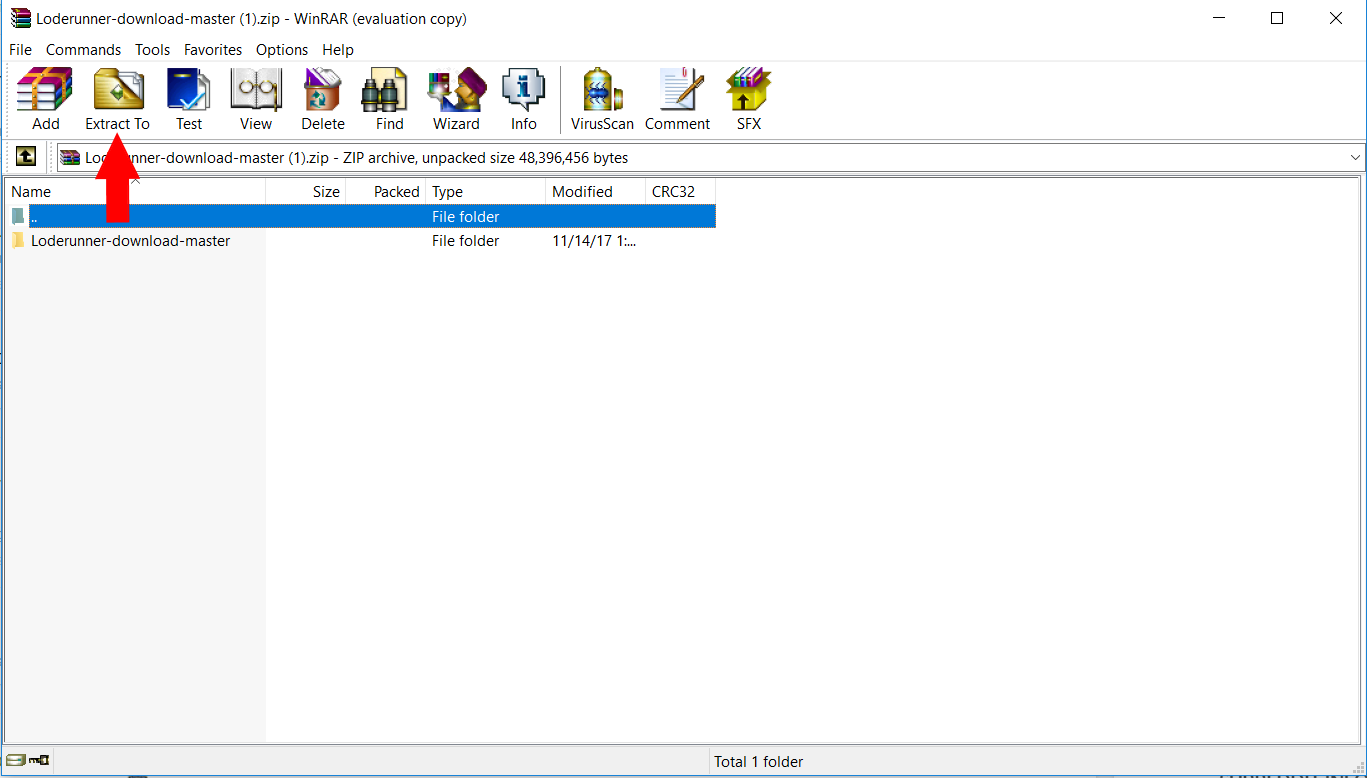 Loderunner-download-master (1).zip - WinRAR (evaluation copy)
File Commands Tools Favorites Options Help
Add Extract To Test View Delete Find Wizard Info VirusScan Comment SFX
Loderunner-download-master (1).zip - ZIP archive, unpacked size 48,396,456 bytes
Name Size Packed Type Modified CRC32
.. File folder
Loderunner-download-master File folder 11/14/17 1:...
Total 1 folder